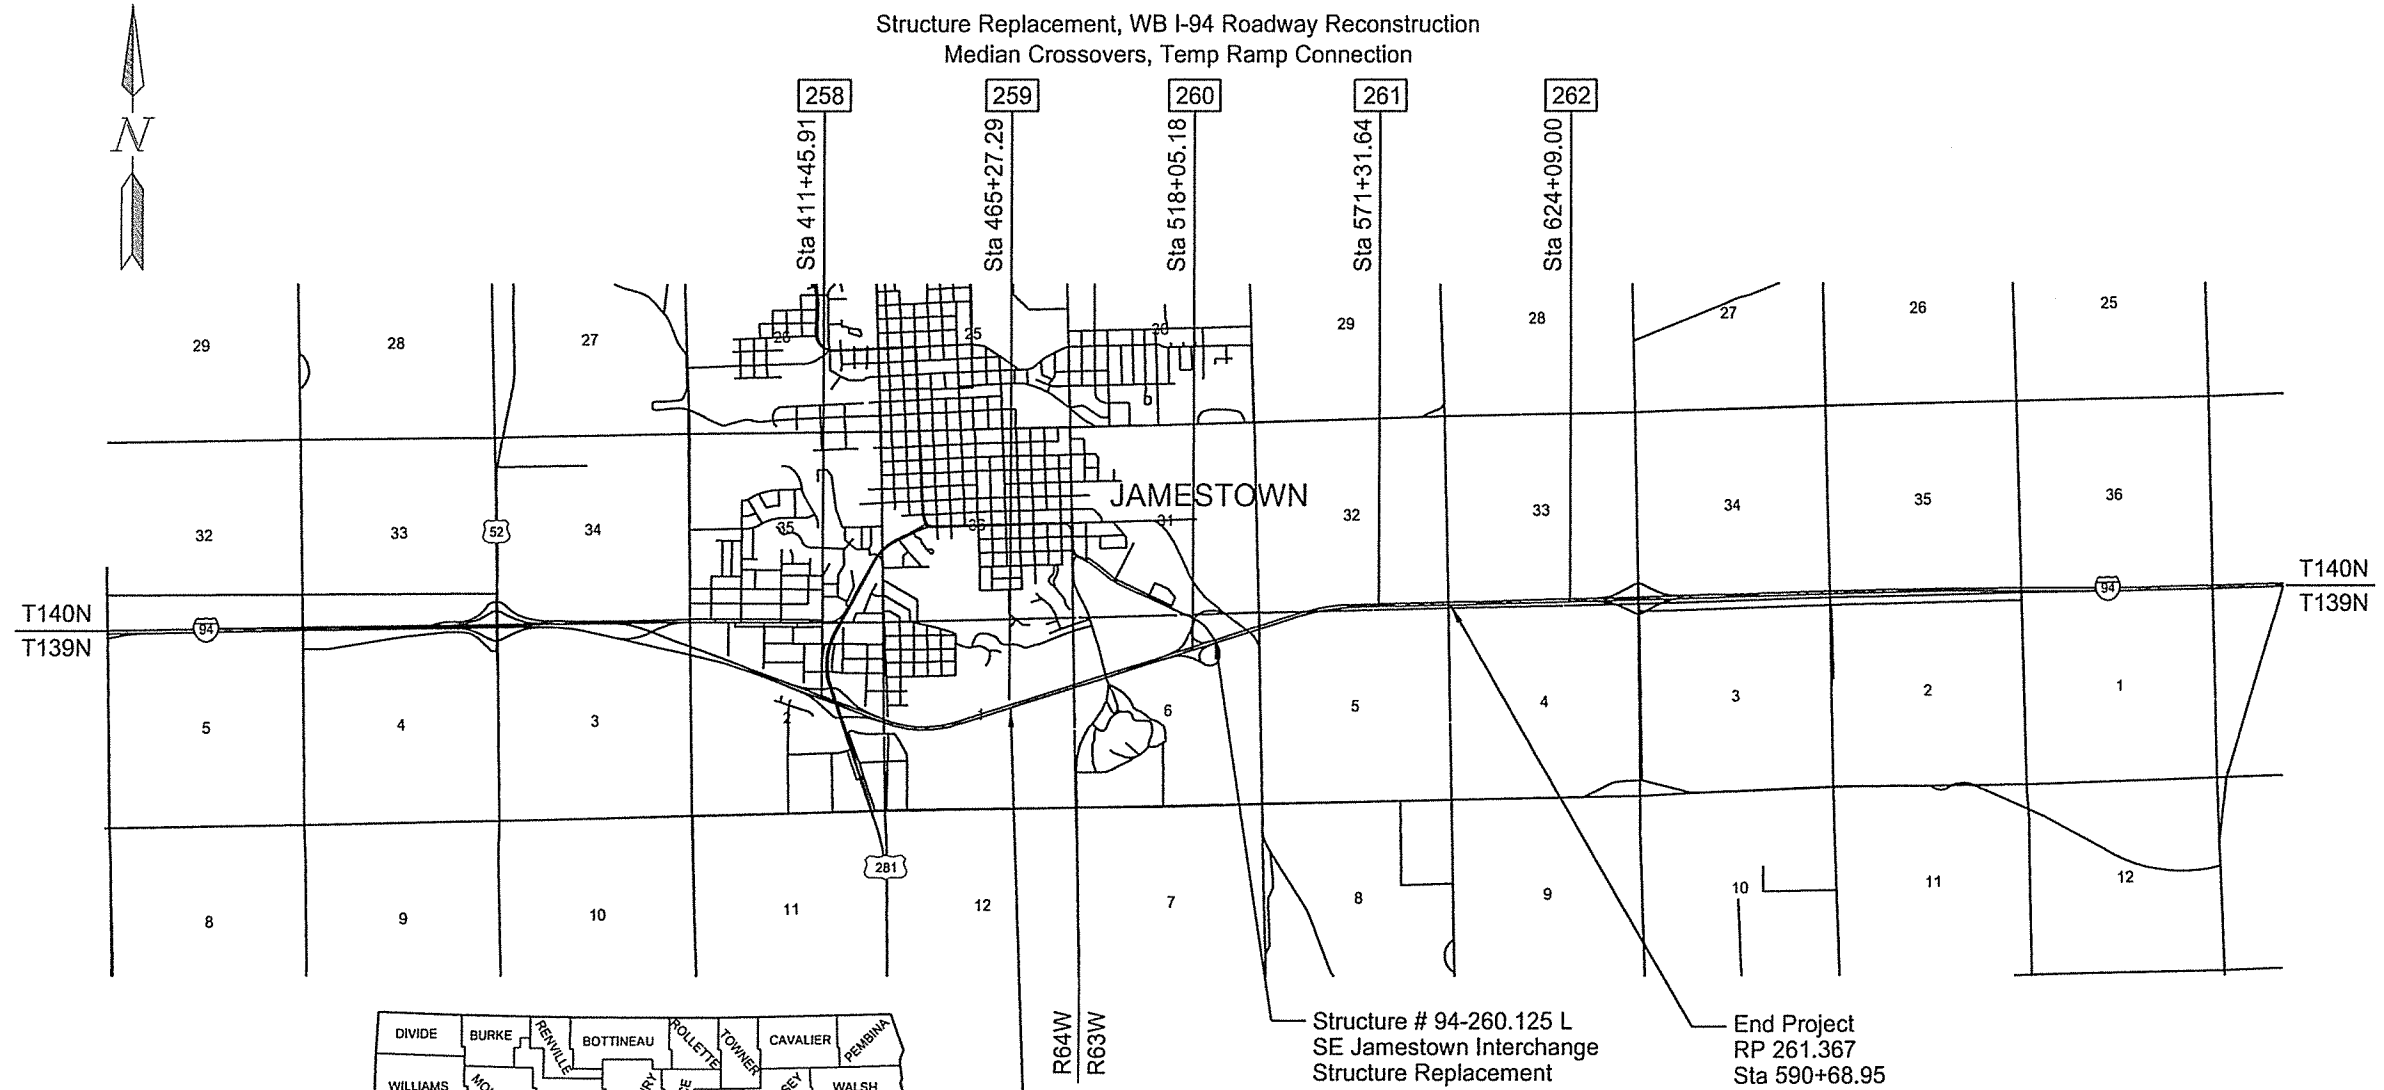 Structure Replacement, WB I-94 Roadway Reconstruction
Median Crossovers, Temp Ramp Connection
N
258
259
260
261
262
Sta 411+45.91
Sta 465+27.29
Sta 518+05.18
Sta 571+31.64
Sta 624+09.00
29
28
27
26
25
30
29
28
27
26
25
JAMESTOWN
32
33
52
34
35
36
31
32
33
34
35
36
T140N
T139N
94
94
T140N
T139N
5
4
3
2
1
6
5
4
3
2
1
281
8
9
10
11
12
7
8
9
10
11
12
R64W
R63W
Structure # 94-260.125 L
SE Jamestown Interchange
Structure Replacement
End Project
RP 261.367
Sta 590+68.95
DIVIDE
BURKE
RENVILLE
BOTTINEAU
ROLLETTE
TOWNER
CAVALIER
PEMBINA
WILLIAMS
WALSH